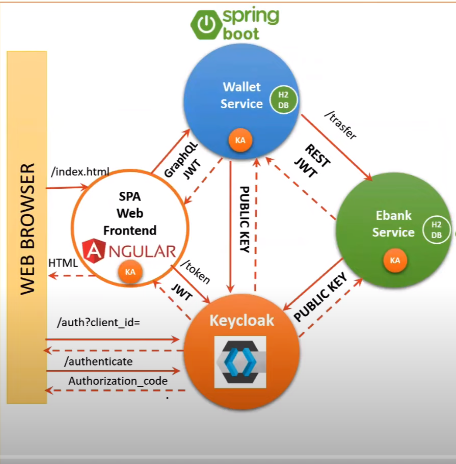 spring
boot
Wallet
Service
H2
DB
KA
/trasfer
GraphQL
JWT
REST
JWT
WEB BROWSER
/index.html
SPA
Web
Frontend
ANGULAR
KA
HTML
PUBLIC KEY
Ebank
Service
H2
DB
KA
/token
JWT
PUBLIC KEY
Keycloak
/auth?client_id=
/authenticate
Authorization_code
.